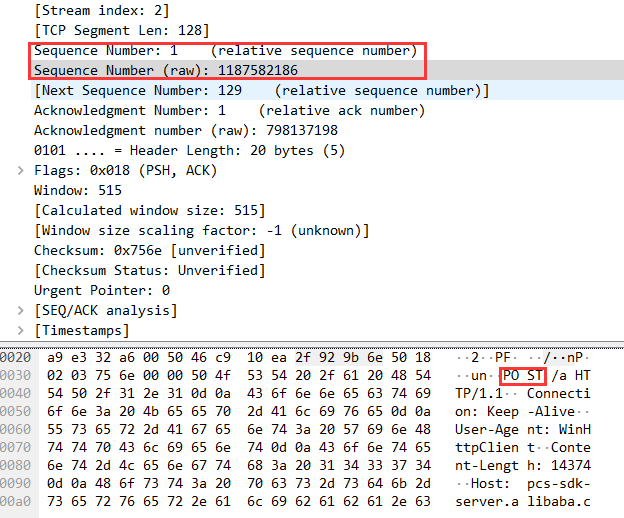 [Stream index: 2]
[TCP Segment Len: 128]
Sequence Number: 1    (relative sequence number)
Sequence Number (raw): 1187582186
[Next Sequence Number: 129    (relative sequence number)]
Acknowledgment Number: 1    (relative ack number)
Acknowledgment number (raw): 798137198
0101 .... = Header Length: 20 bytes (5)
> Flags: 0x018 (PSH, ACK)
Window: 515
[Calculated window size: 515]
[Window size scaling factor: -1 (unknown)]
Checksum: 0x756e [unverified]
[Checksum Status: Unverified]
Urgent Pointer: 0
> [SEQ/ACK analysis]
> [Timestamps]
0020  a9 e3 32 a6 00 50 46 c9  10 ea 2f 92 9b 6e 50 18   ··2··PF· ··/··nP·
0030  02 03 75 6e 00 00 50 4f  53 54 20 2f 61 20 48 54   ··un··PO ST /a HT
0040  54 50 2f 31 2e 31 0d 0a  43 6f 6e 6e 65 63 74 69   TP/1.1·· Connecti
0050  6f 6e 3a 20 4b 65 65 70  2d 41 6c 69 76 65 0d 0a   on: Keep -Alive··
0060  55 73 65 72 2d 41 67 65  6e 74 3a 20 57 69 6e 48   User-Age nt: WinH
0070  74 74 70 43 6c 69 65 6e  74 0d 0a 43 6f 6e 74 65   ttpClien t··Conte
0080  6e 74 2d 4c 65 6e 67 74  68 3a 20 31 34 33 37 34   nt-Lengt h: 14374
0090  0d 0a 48 6f 73 74 3a 20  70 63 73 2d 73 64 6b 2d   ··Host:  pcs-sdk-
00a0  73 65 72 76 65 72 2e 61  6c 69 62 61 62 61 2e 63   server.a libaba.c